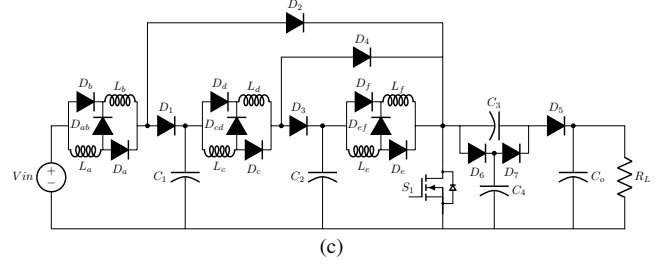 D2
D4
Db Lb Dd Ld Df Lf C3
D1 D3 D5
Dab Dcd Def
La Da Lc Dc Le De D6 D7
Vin C1 C2 S1 C4 Co RL
(c)